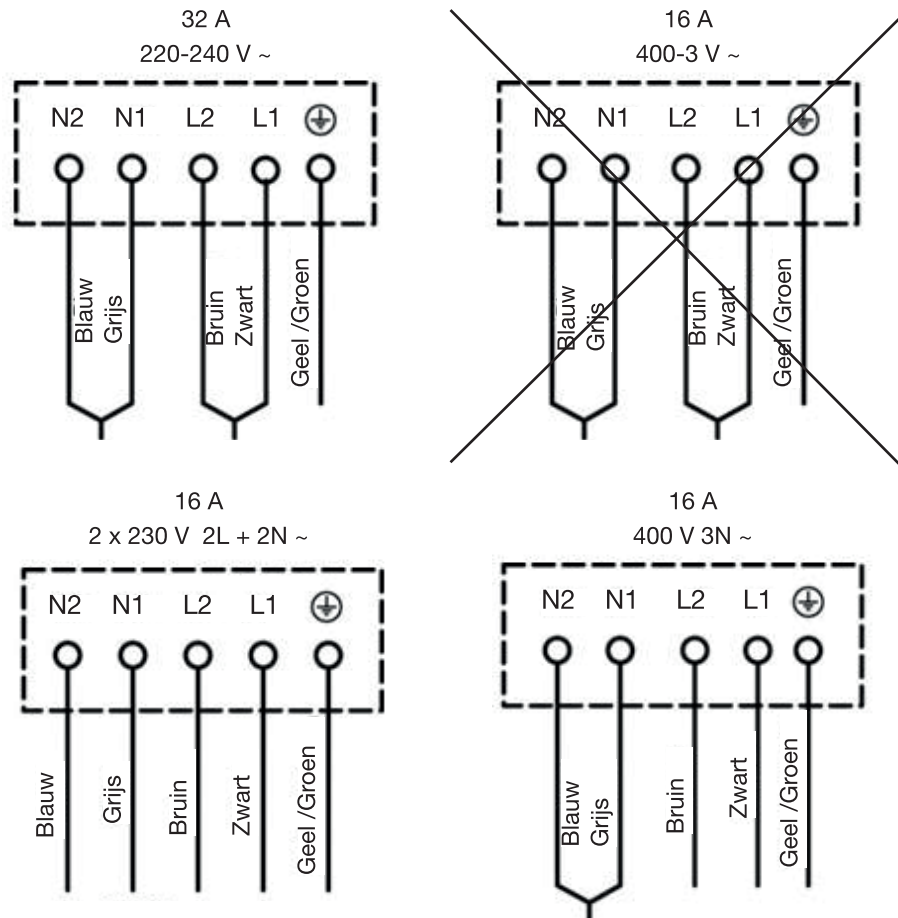 32 A
220-240 V ~
N2 N1 L2 L1
Blauw
Grijs
Bruin
Zwart
Geel /Groen
16 A
400-3 V ~
N2 N1 L2 L1
Blauw
Grijs
Bruin
Zwart
Geel /Groen
16 A
2 x 230 V 2L + 2N ~
N2 N1 L2 L1
Blauw
Grijs
Bruin
Zwart
Geel /Groen
16 A
400 V 3N ~
N2 N1 L2 L1
Blauw
Grijs
Bruin
Zwart
Geel /Groen